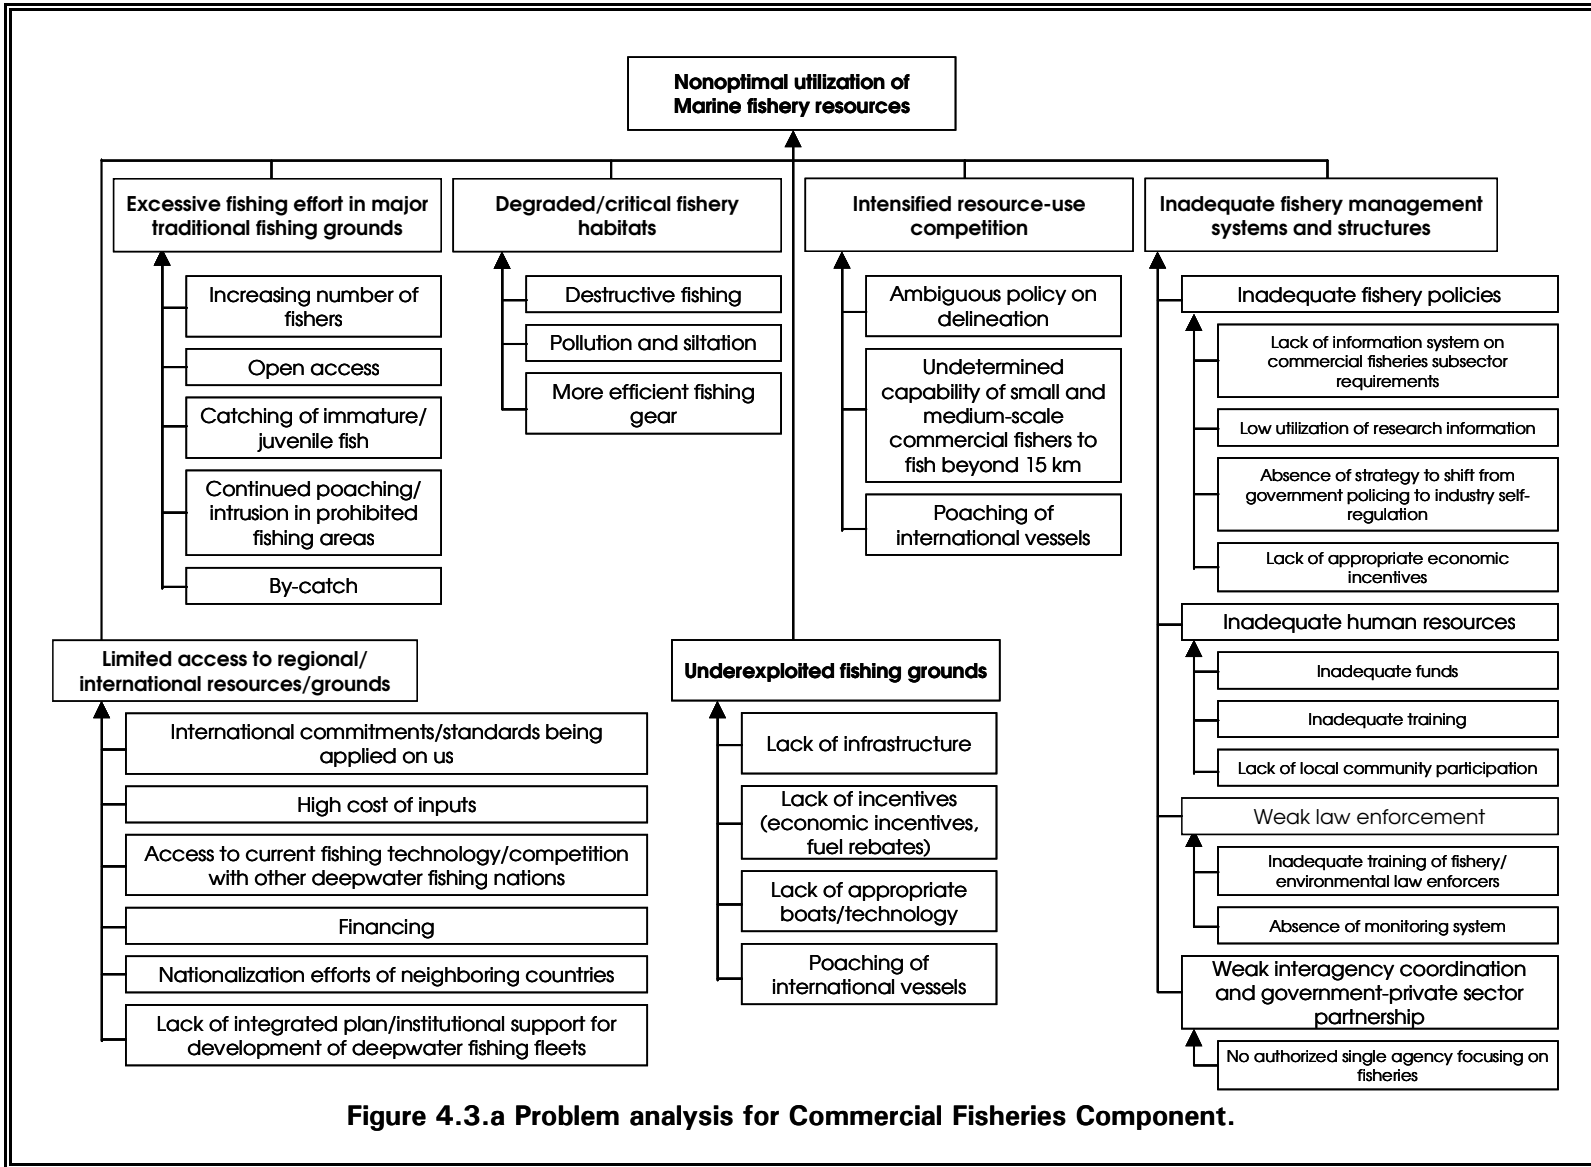 Nonoptimal utilization of
Marine fishery resources
Excessive fishing effort in major
traditional fishing grounds
Increasing number of
fishers
Open access
Catching of immature/
juvenile fish
Continued poaching/
intrusion in prohibited
fishing areas
By-catch
Degraded/critical fishery
habitats
Destructive fishing
Pollution and siltation
More efficient fishing
gear
Intensified resource-use
competition
Ambiguous policy on
delineation
Undetermined
capability of small and
medium-scale
commercial fishers to
fish beyond 15 km
Poaching of
international vessels
Inadequate fishery management
systems and structures
Inadequate fishery policies
Lack of information system on
commercial fisheries subsector
requirements
Low utilization of research information
Absence of strategy to shift from
government policing to industry self-
regulation
Lack of appropriate economic
incentives
Inadequate human resources
Inadequate funds
Inadequate training
Lack of local community participation
Weak law enforcement
Inadequate training of fishery/
environmental law enforcers
Absence of monitoring system
Weak interagency coordination
and government-private sector
partnership
No authorized single agency focusing on
fisheries
Limited access to regional/
international resources/grounds
International commitments/standards being
applied on us
High cost of inputs
Access to current fishing technology/competition
with other deepwater fishing nations
Financing
Nationalization efforts of neighboring countries
Lack of integrated plan/institutional support for
development of deepwater fishing fleets
Underexploited fishing grounds
Lack of infrastructure
Lack of incentives
(economic incentives,
fuel rebates)
Lack of appropriate
boats/technology
Poaching of
international vessels
Figure 4.3.a Problem analysis for Commercial Fisheries Component.